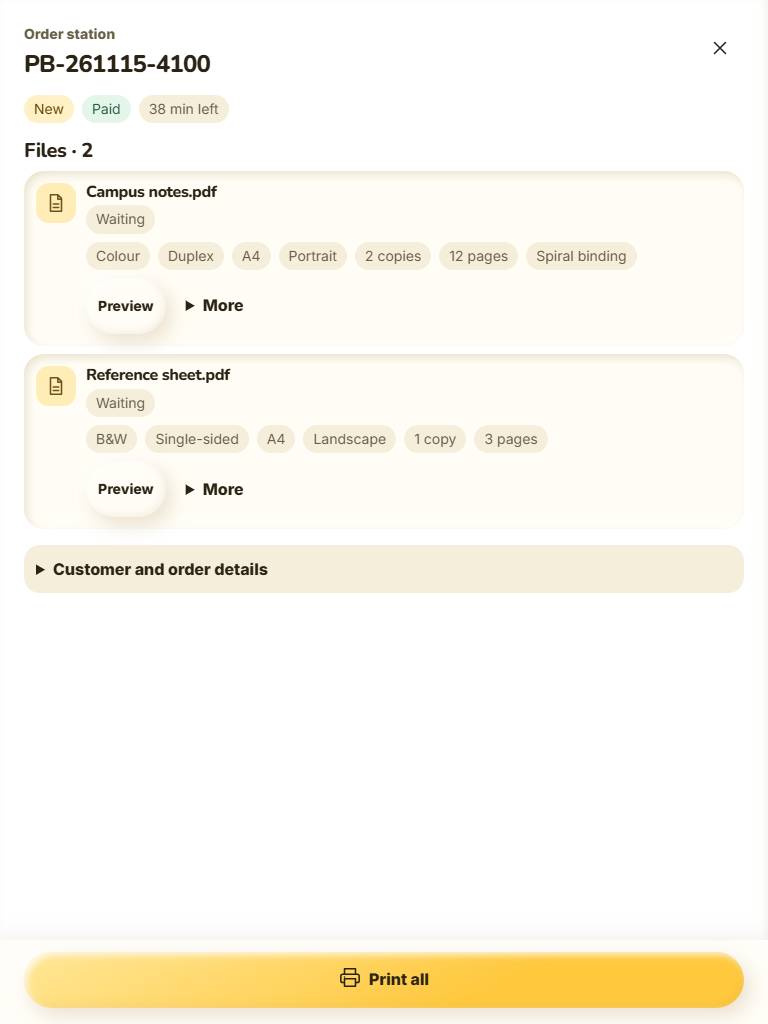 Order station
PB-261115-4100
New Paid 38 min left
Files · 2
Campus notes.pdf
Waiting
Colour Duplex A4 Portrait 2 copies 12 pages Spiral binding
Preview More
Reference sheet.pdf
Waiting
B&W Single-sided A4 Landscape 1 copy 3 pages
Preview More
Customer and order details
Print all